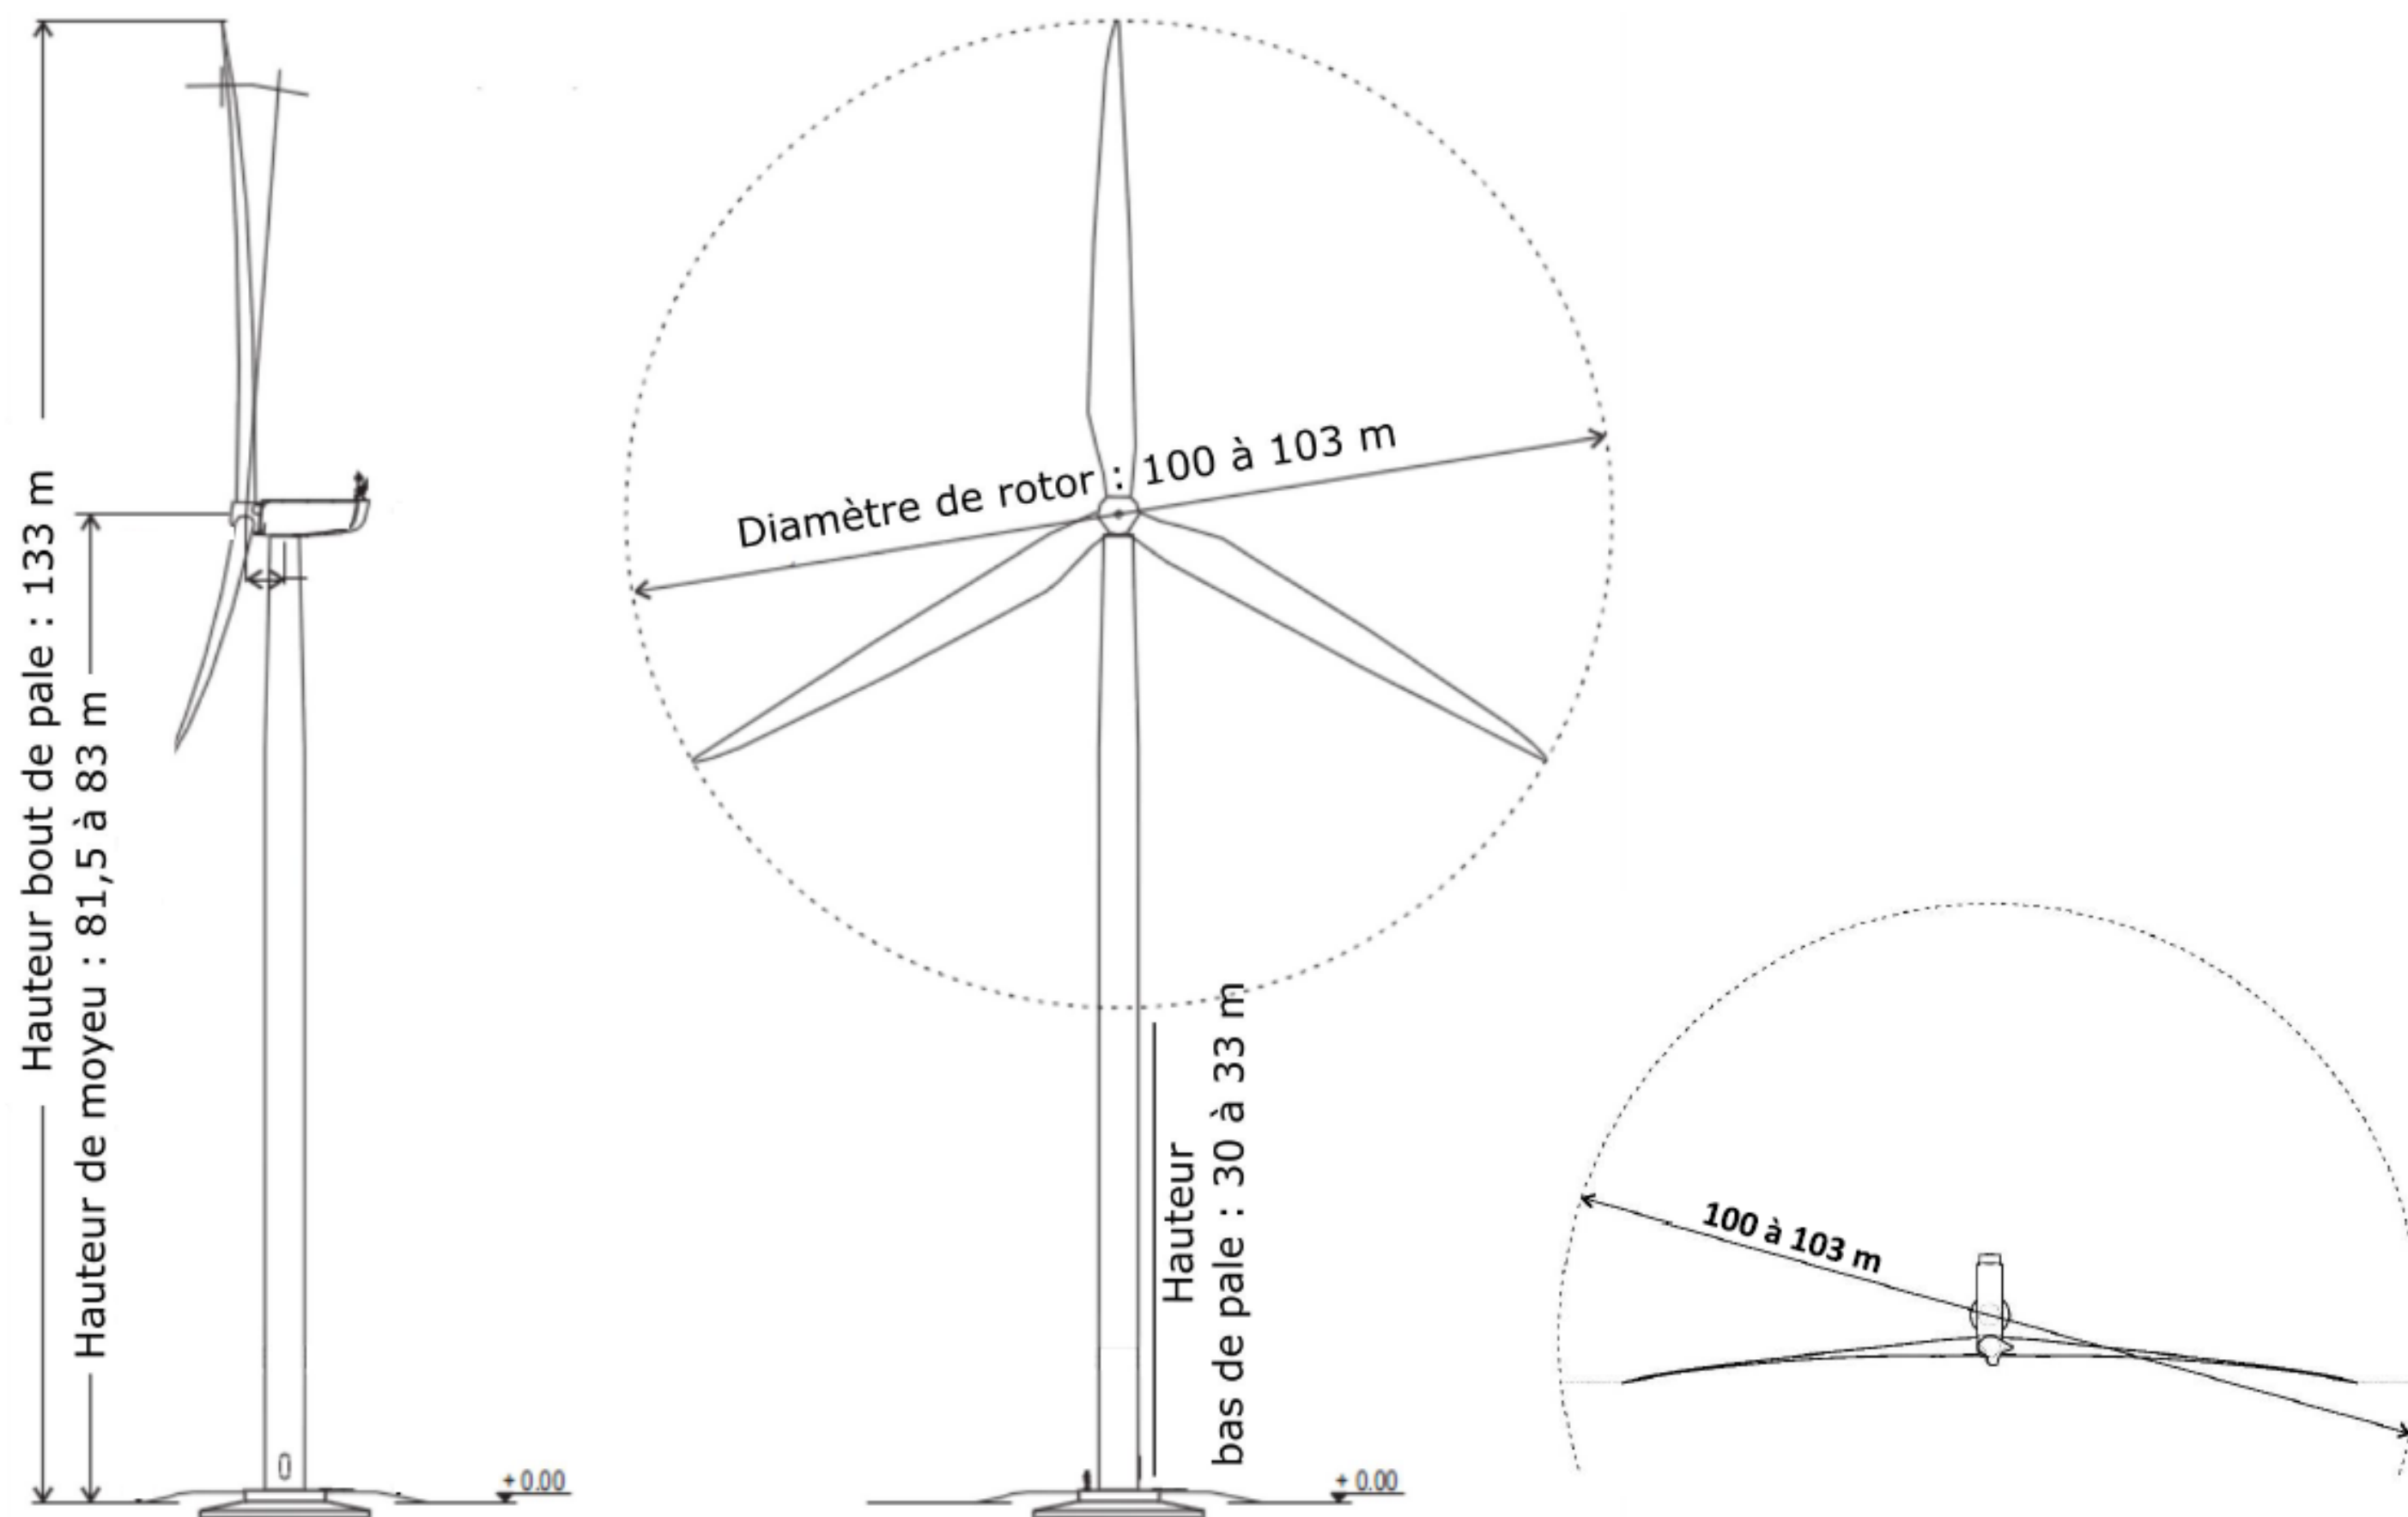 Hauteur bout de pale : 133 m
Hauteur de moyeu : 81,5 à 83 m
+ 0.00
Diamètre de rotor : 100 à 103 m
Hauteur
bas de pale : 30 à 33 m
+ 0.00
100 à 103 m